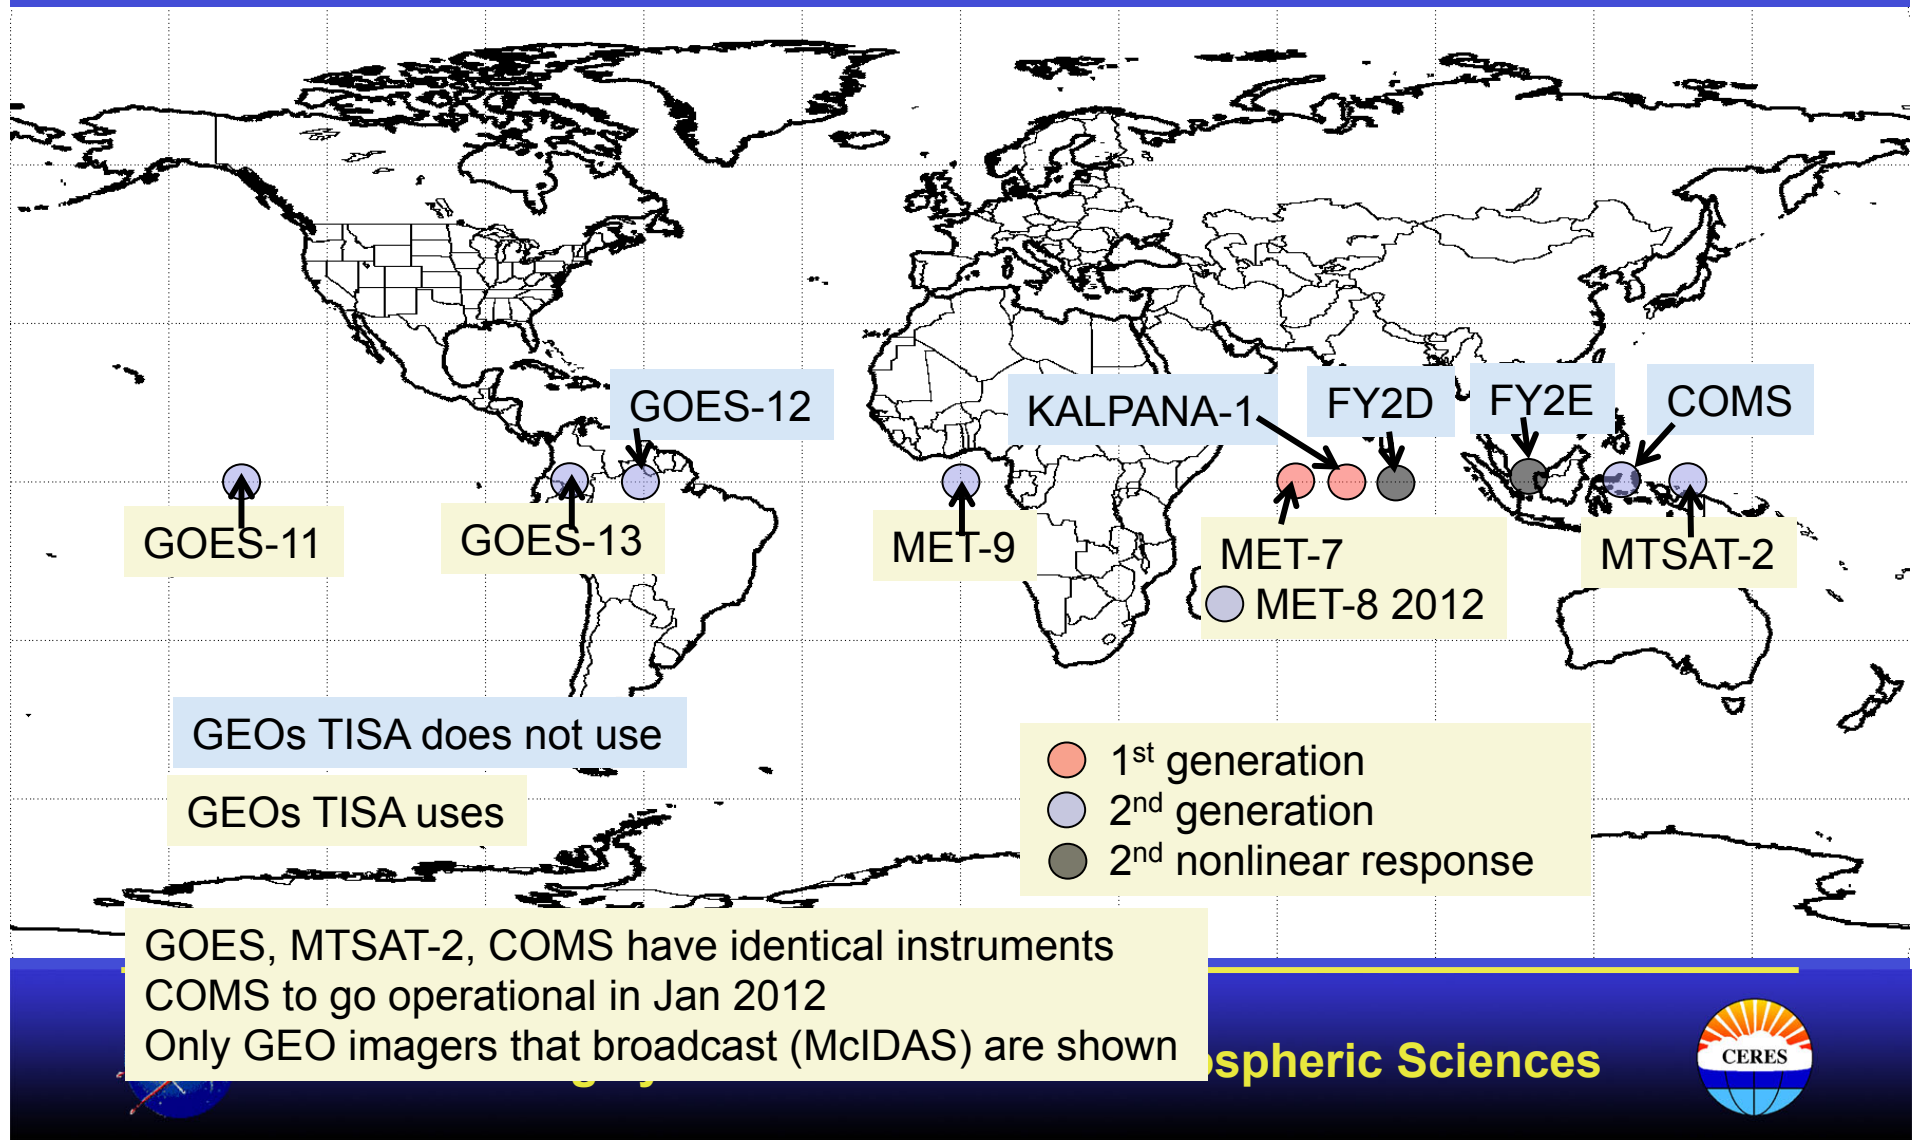 GOES-12
KALPANA-1
FY2D
FY2E
COMS
GOES-11
GOES-13
MET-9
MET-7
MET-8 2012
MTSAT-2
GEOs TISA does not use
GEOs TISA uses
1st generation
2nd generation
2nd nonlinear response
GOES, MTSAT-2, COMS have identical instruments
COMS to go operational in Jan 2012
Only GEO imagers that broadcast (McIDAS) are shown
Sciences
CERES